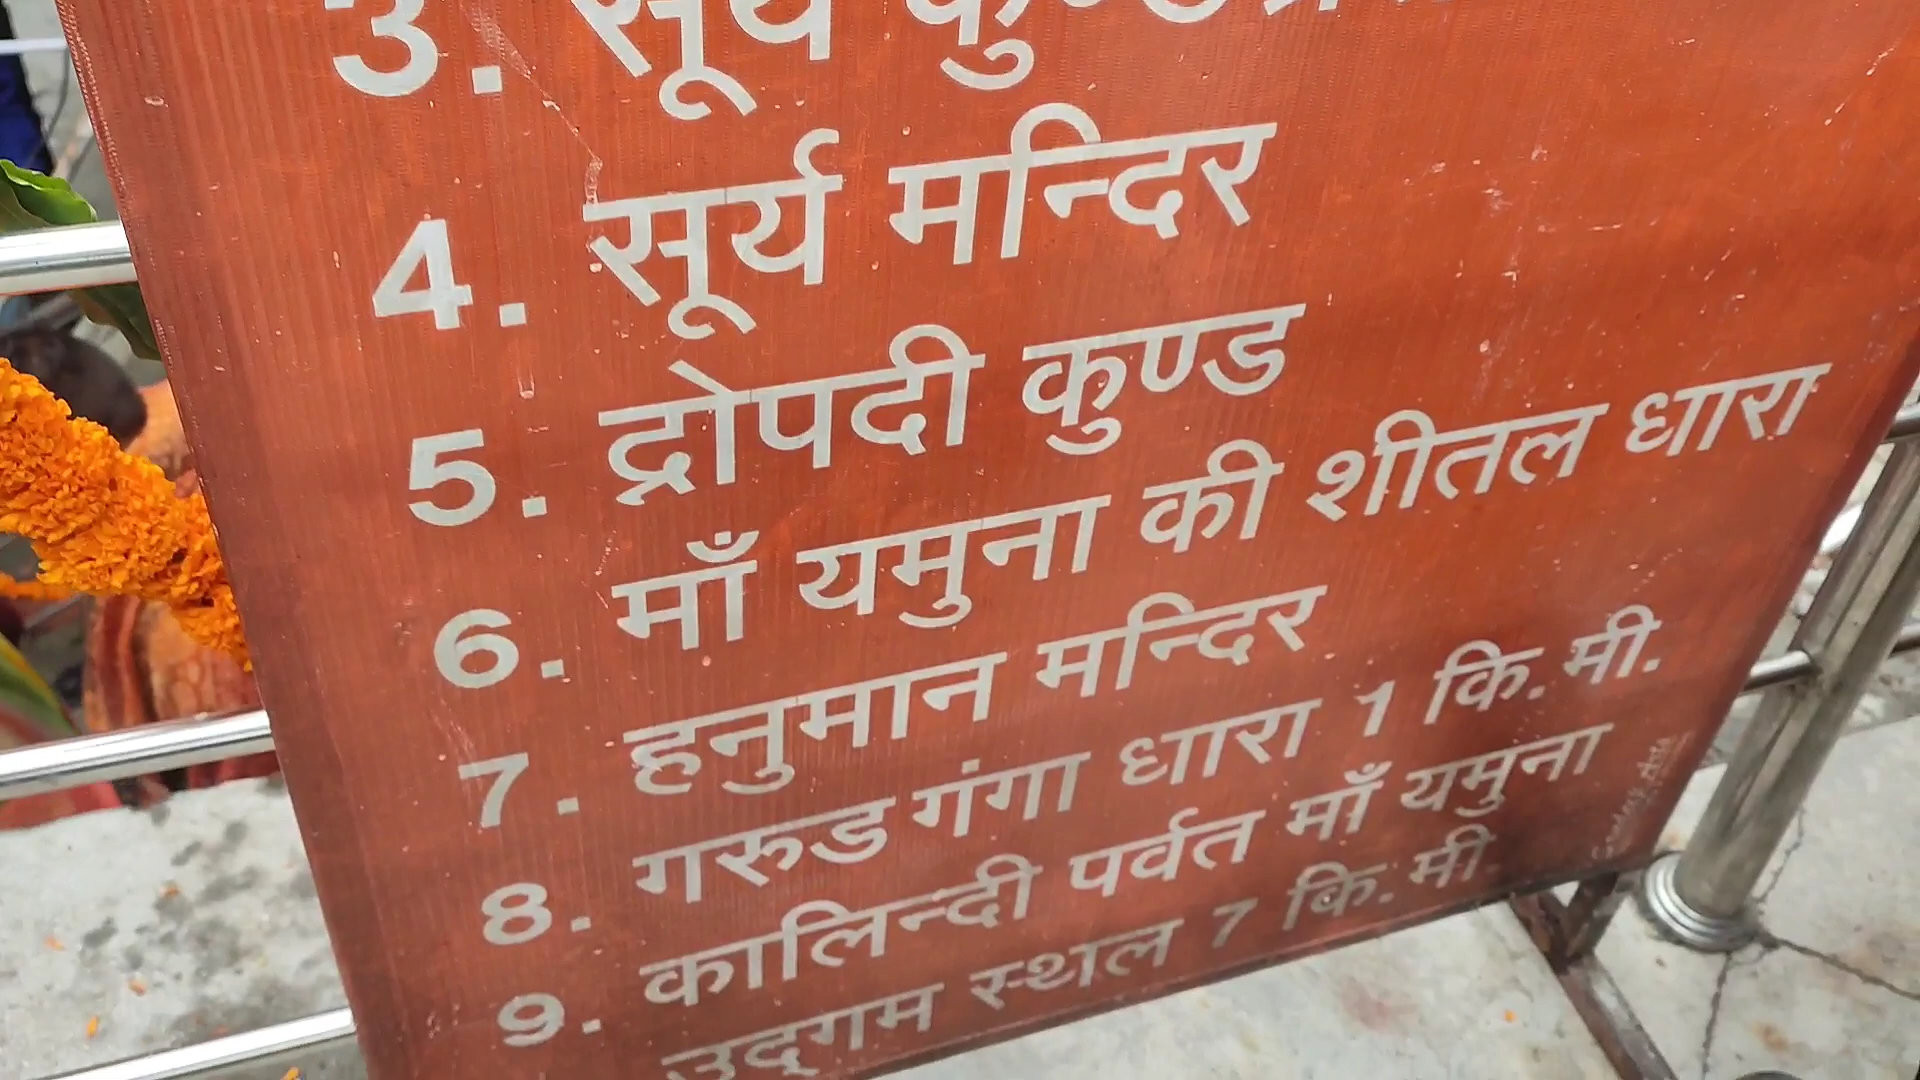 3. सूर्य
4. सूर्य मन्दिर
5. द्रोपदी कुण्ड
6. माँ यमुना की शीतल धारा
7. हनुमान मन्दिर
8. गरुड गंगा धारा 1 कि. मी.
9. कालिन्दी पर्वत माँ यमुना
उद्गम स्थल 7 कि. मी.